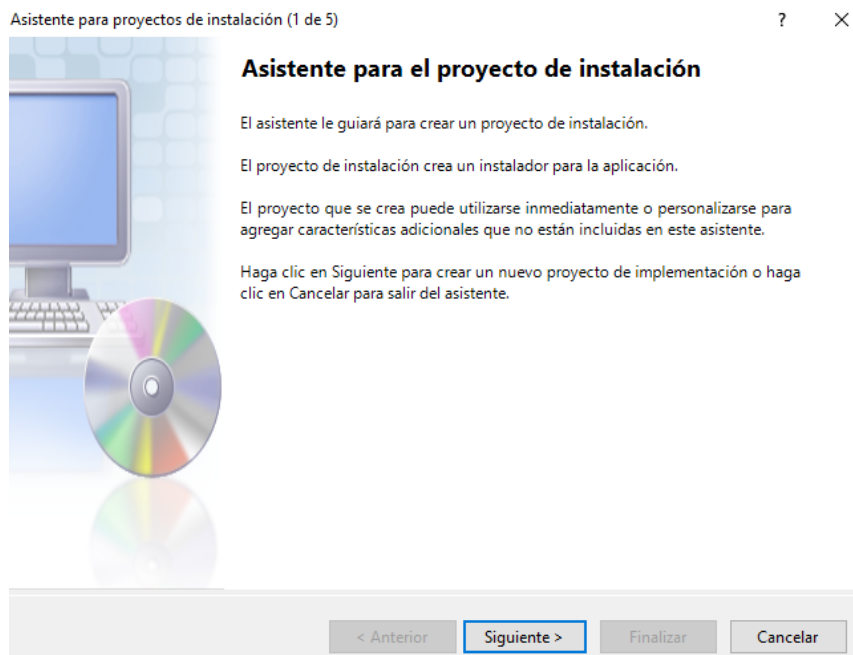 Asistente para proyectos de instalación (1 de 5)
?
Asistente para el proyecto de instalación
El asistente le guiará para crear un proyecto de instalación.
El proyecto de instalación crea un instalador para la aplicación.
El proyecto que se crea puede utilizarse inmediatamente o personalizarse para
agregar características adicionales que no están incluidas en este asistente.
Haga clic en Siguiente para crear un nuevo proyecto de implementación o haga
clic en Cancelar para salir del asistente.
< Anterior
Siguiente >
Finalizar
Cancelar